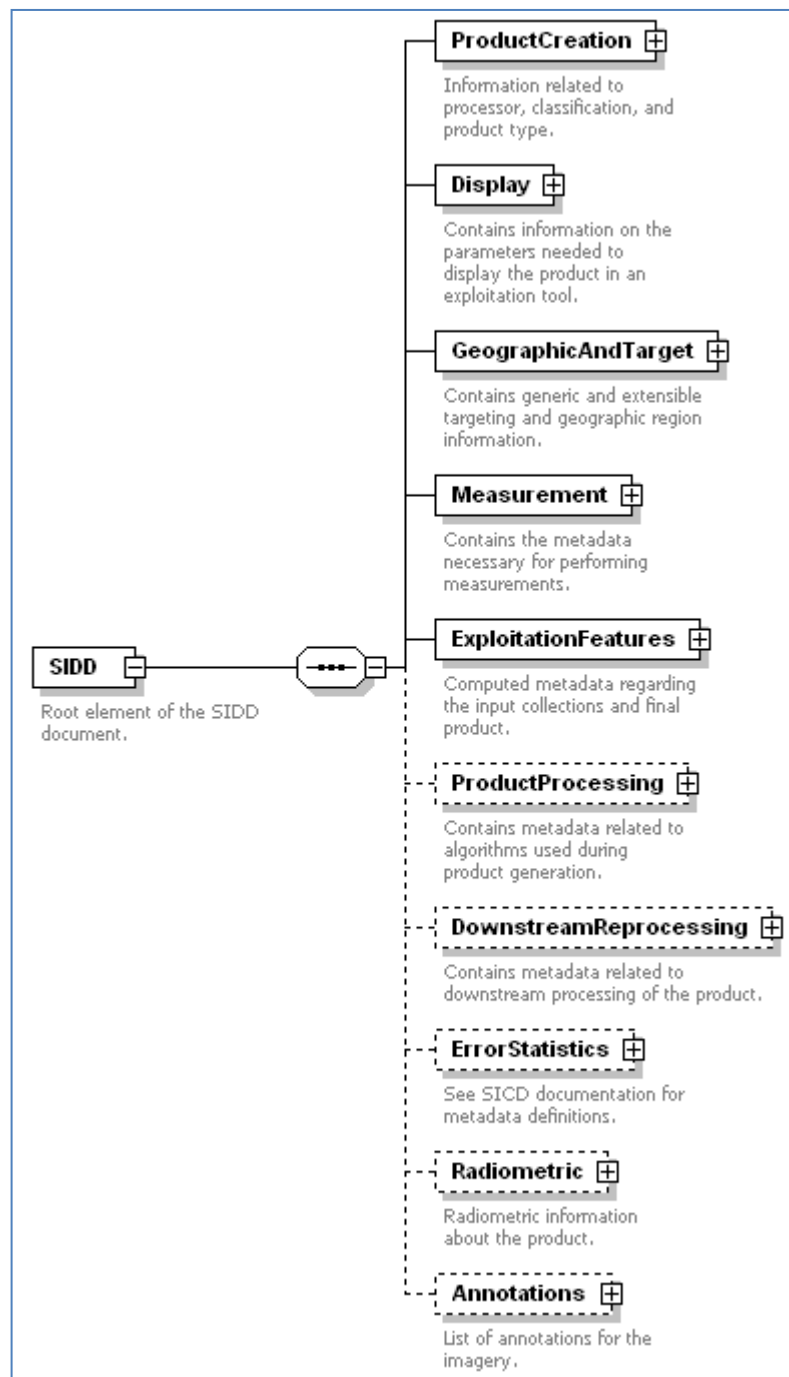 ProductCreation
Information related to
processor, classification, and
product type.
Display
Contains information on the
parameters needed to
display the product in an
exploitation tool.
GeographicAndTarget
Contains generic and extensible
targeting and geographic region
information.
Measurement
Contains the metadata
necessary for performing
measurements.
SIDD
Root element of the SIDD
document.
ExploitationFeatures
Computed metadata regarding
the input collections and final
product.
ProductProcessing
Contains metadata related to
algorithms used during
product generation.
DownstreamReprocessing
Contains metadata related to
downstream processing of the product.
ErrorStatistics
See SICD documentation for
metadata definitions.
Radiometric
Radiometric information
about the product.
Annotations
List of annotations for the
imagery.